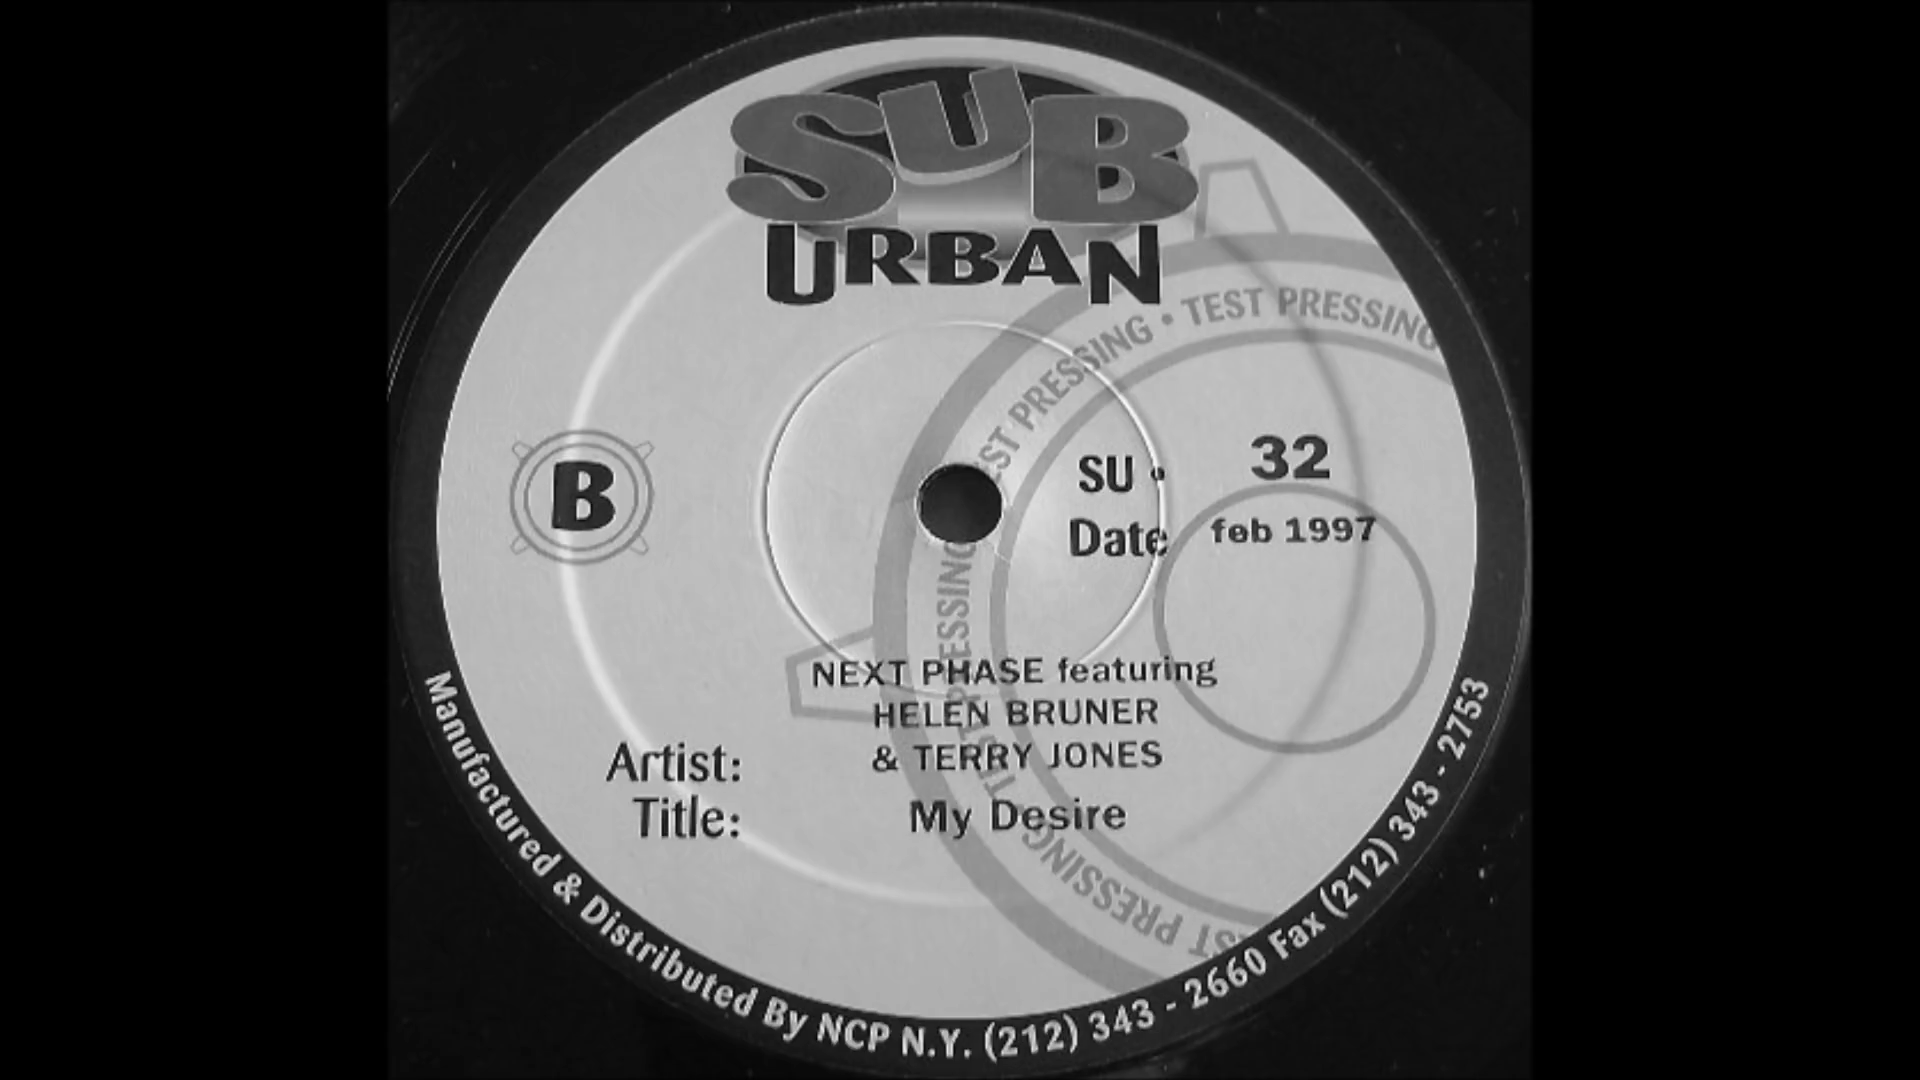 SUB
URBAN
TEST PRESSING • TEST PRESSING
B
SU • 32
Date feb 1997
NEXT PHASE featuring
HELEN BRUNER
& TERRY JONES
Artist:
Title: My Desire
PRESSING
Manufactured & Distributed By NCP N.Y. (212) 343 - 2660 Fax (212) 343 - 2753